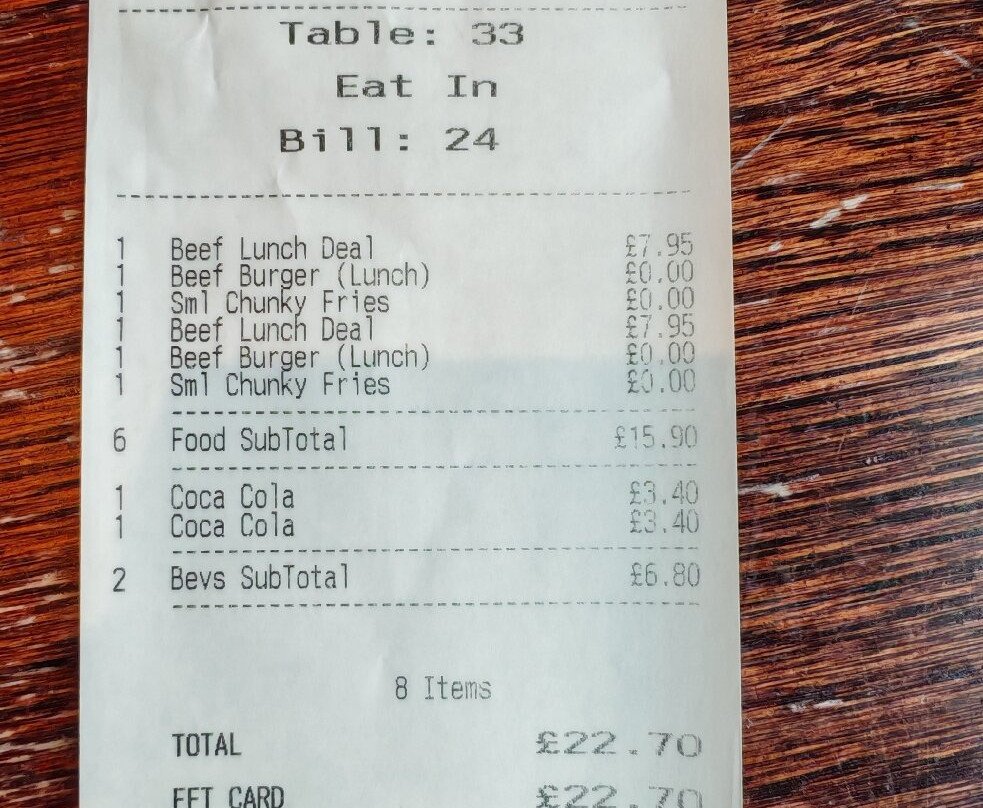 Table: 33
Eat In
Bill: 24
1 Beef Lunch Deal £7.95
1 Beef Burger (Lunch) £0.00
1 Sml Chunky Fries £0.00
1 Beef Lunch Deal £7.95
1 Beef Burger (Lunch) £0.00
1 Sml Chunky Fries £0.00
6 Food SubTotal £15.90
1 Coca Cola £3.40
1 Coca Cola £3.40
2 Bevs SubTotal £6.80
8 Items
TOTAL £22.70
EFT CARD £22.70